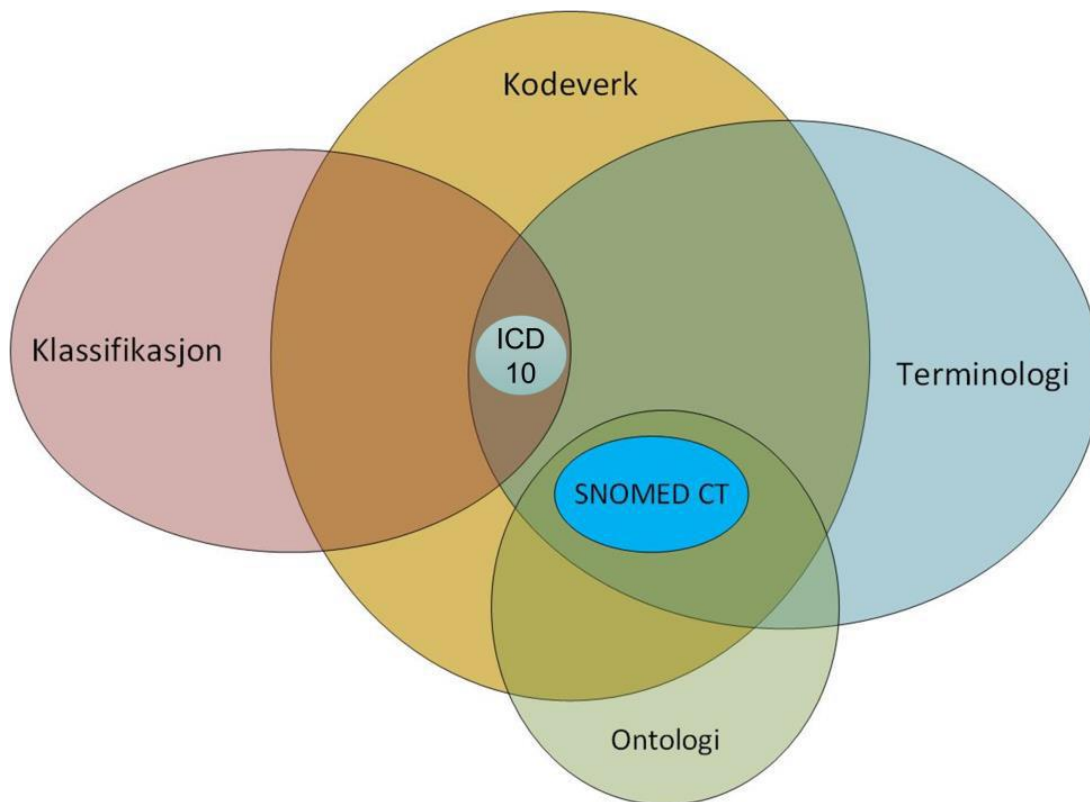 Kodeverk
Klassifikasjon
ICD
10
Terminologi
SNOMED CT
Ontologi